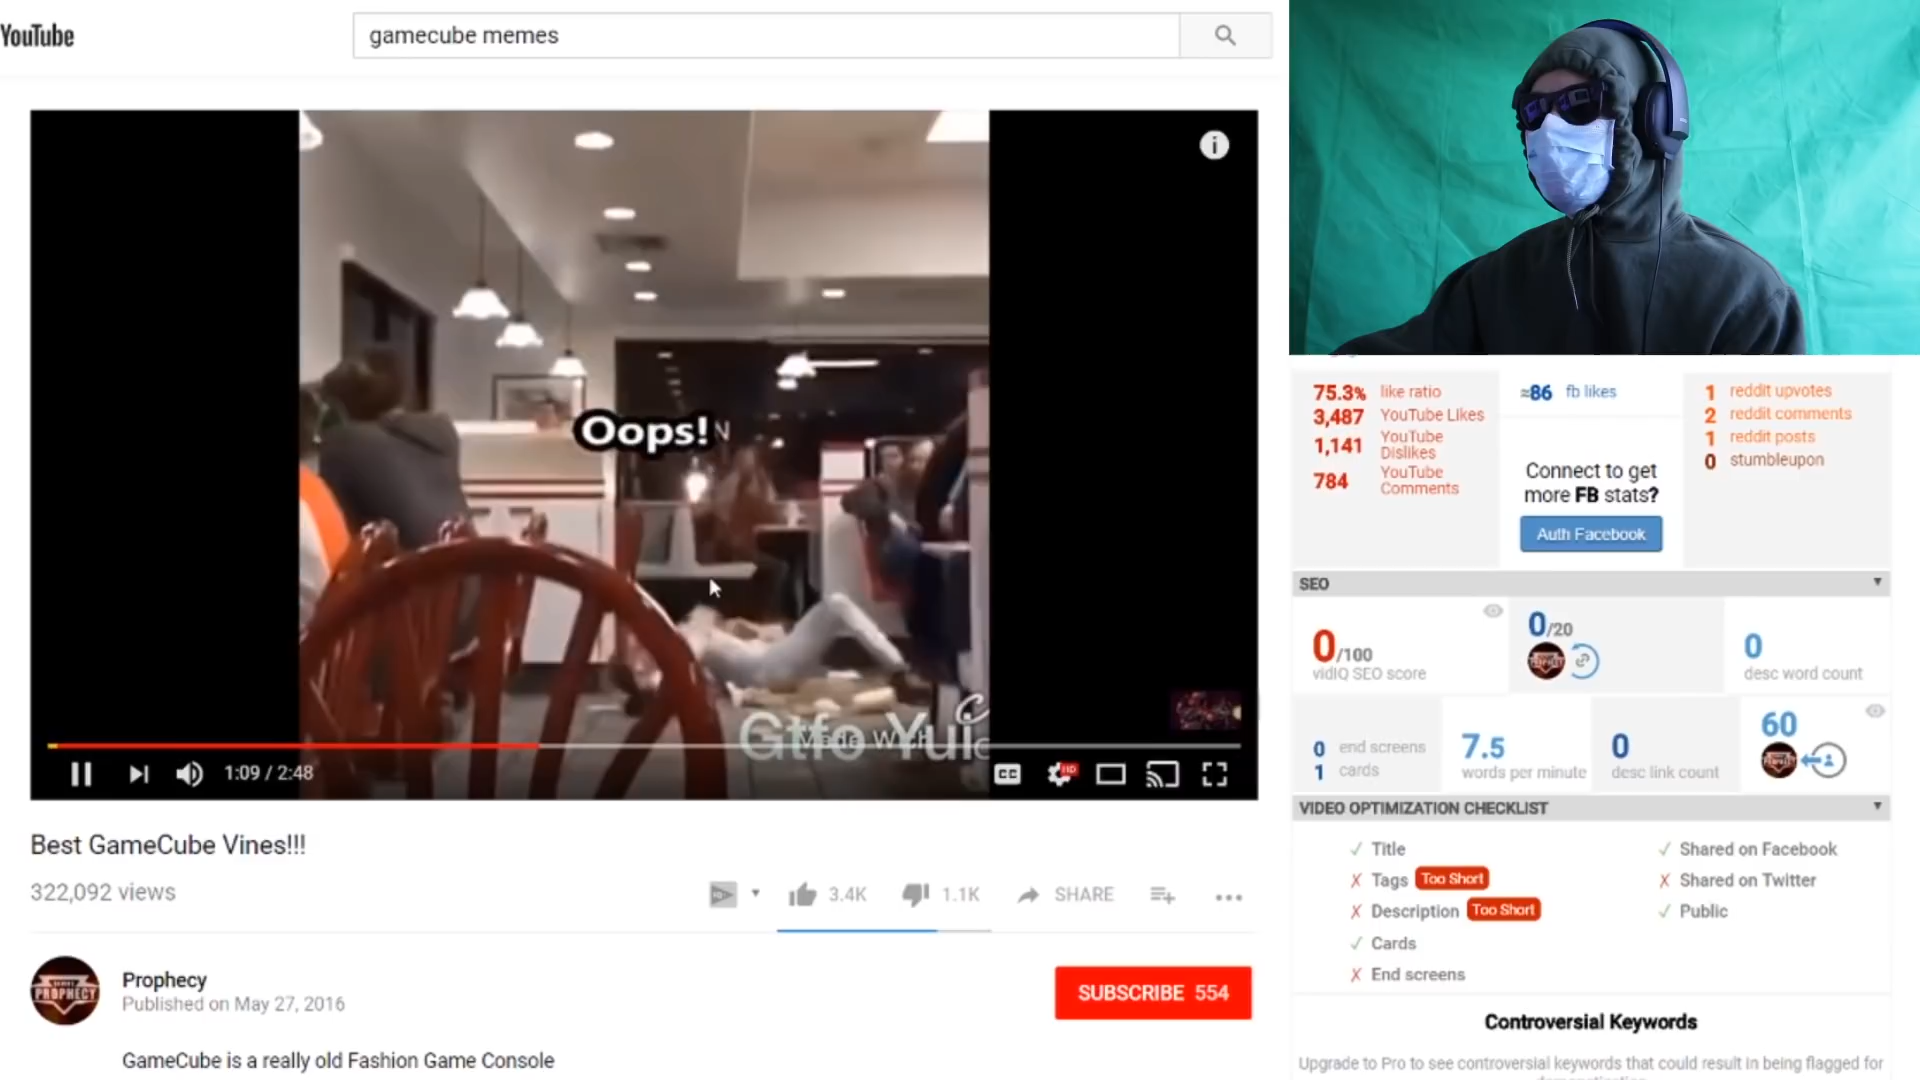 YouTube
gamecube memes
Oops!
Gtfo
1:09 / 2:48
CC
HD
Best GameCube Vines!!!
322,092 views
3.4K
1.1K
SHARE
PROPHECY
Prophecy
Published on May 27, 2016
SUBSCRIBE 554
GameCube is a really old Fashion Game Console
75.3% like ratio
3,487 YouTube Likes
1,141 YouTube Dislikes
784 YouTube Comments
≈86 fb likes
Connect to get
more FB stats?
Auth Facebook
1 reddit upvotes
2 reddit comments
1 reddit posts
0 stumbleupon
SEO
0/100
vidIQ SEO score
0/20
0
desc word count
0 end screens
1 cards
7.5
words per minute
0
desc link count
60
VIDEO OPTIMIZATION CHECKLIST
✓ Title
✗ Tags Too Short
✗ Description Too Short
✓ Cards
✗ End screens
✓ Shared on Facebook
✗ Shared on Twitter
✓ Public
Controversial Keywords
Upgrade to Pro to see controversial keywords that could result in being flagged for